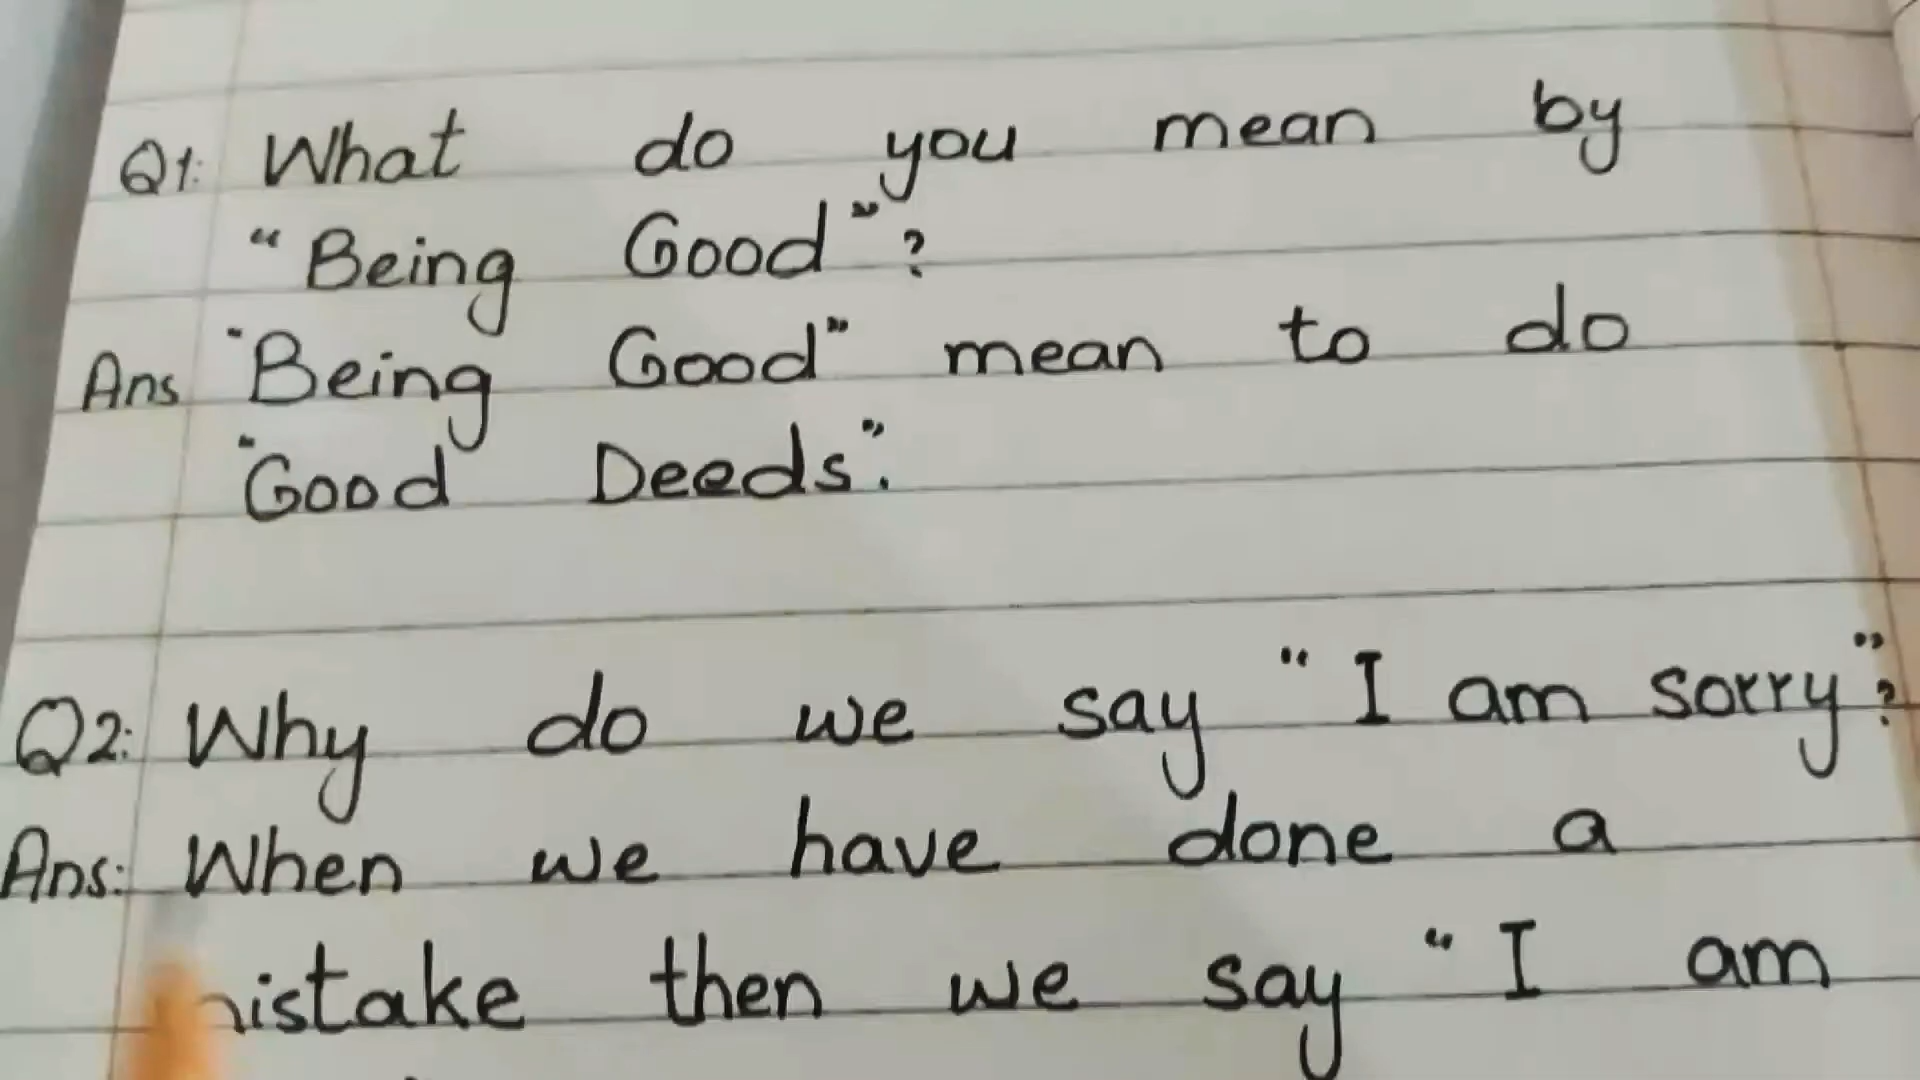 Q1: What do you mean by
"Being Good"?
Ans "Being Good" mean to do
"Good Deeds".
Q2: Why do we say "I am sorry"?
Ans: When we have done a
then we say "I am